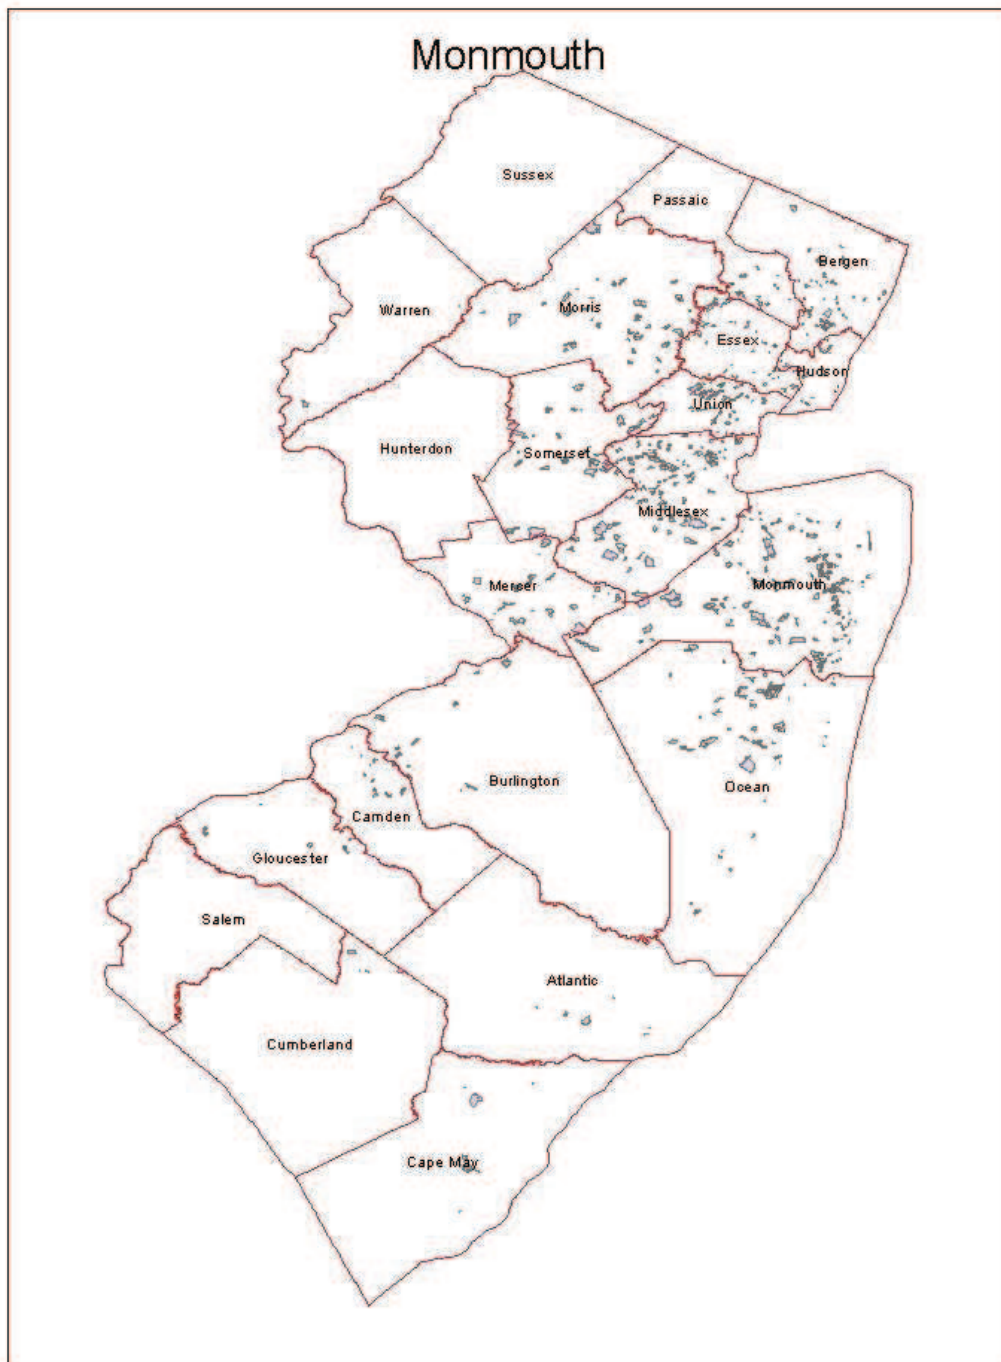 Monmouth
Sussex
Passaic
Bergen
Warren
Morris
Essex
Hudson
Union
Hunterdon
Somerset
Middlesex
Mercer
Monmouth
Burlington
Ocean
Camden
Gloucester
Salem
Atlantic
Cumberland
Cape May